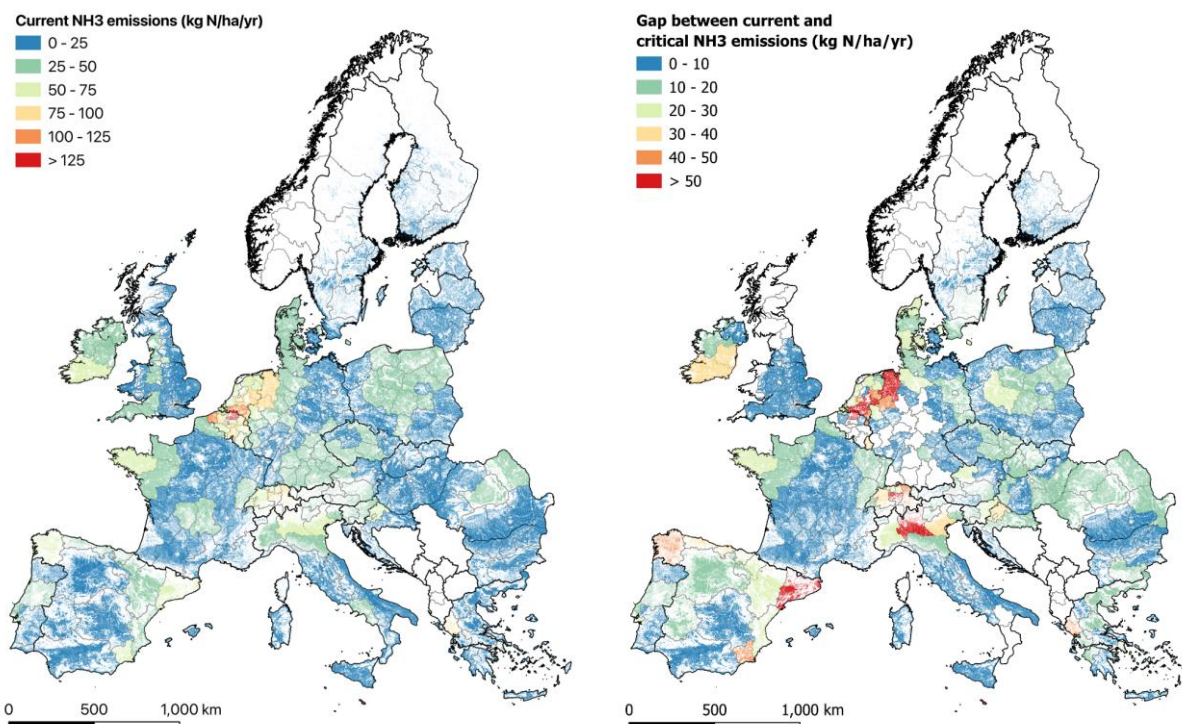 Current NH3 emissions (kg N/ha/yr)
0 - 25
25 - 50
50 - 75
75 - 100
100 - 125
> 125
0 500 1,000 km
Gap between current and
critical NH3 emissions (kg N/ha/yr)
0 - 10
10 - 20
20 - 30
30 - 40
40 - 50
> 50
0 500 1,000 km